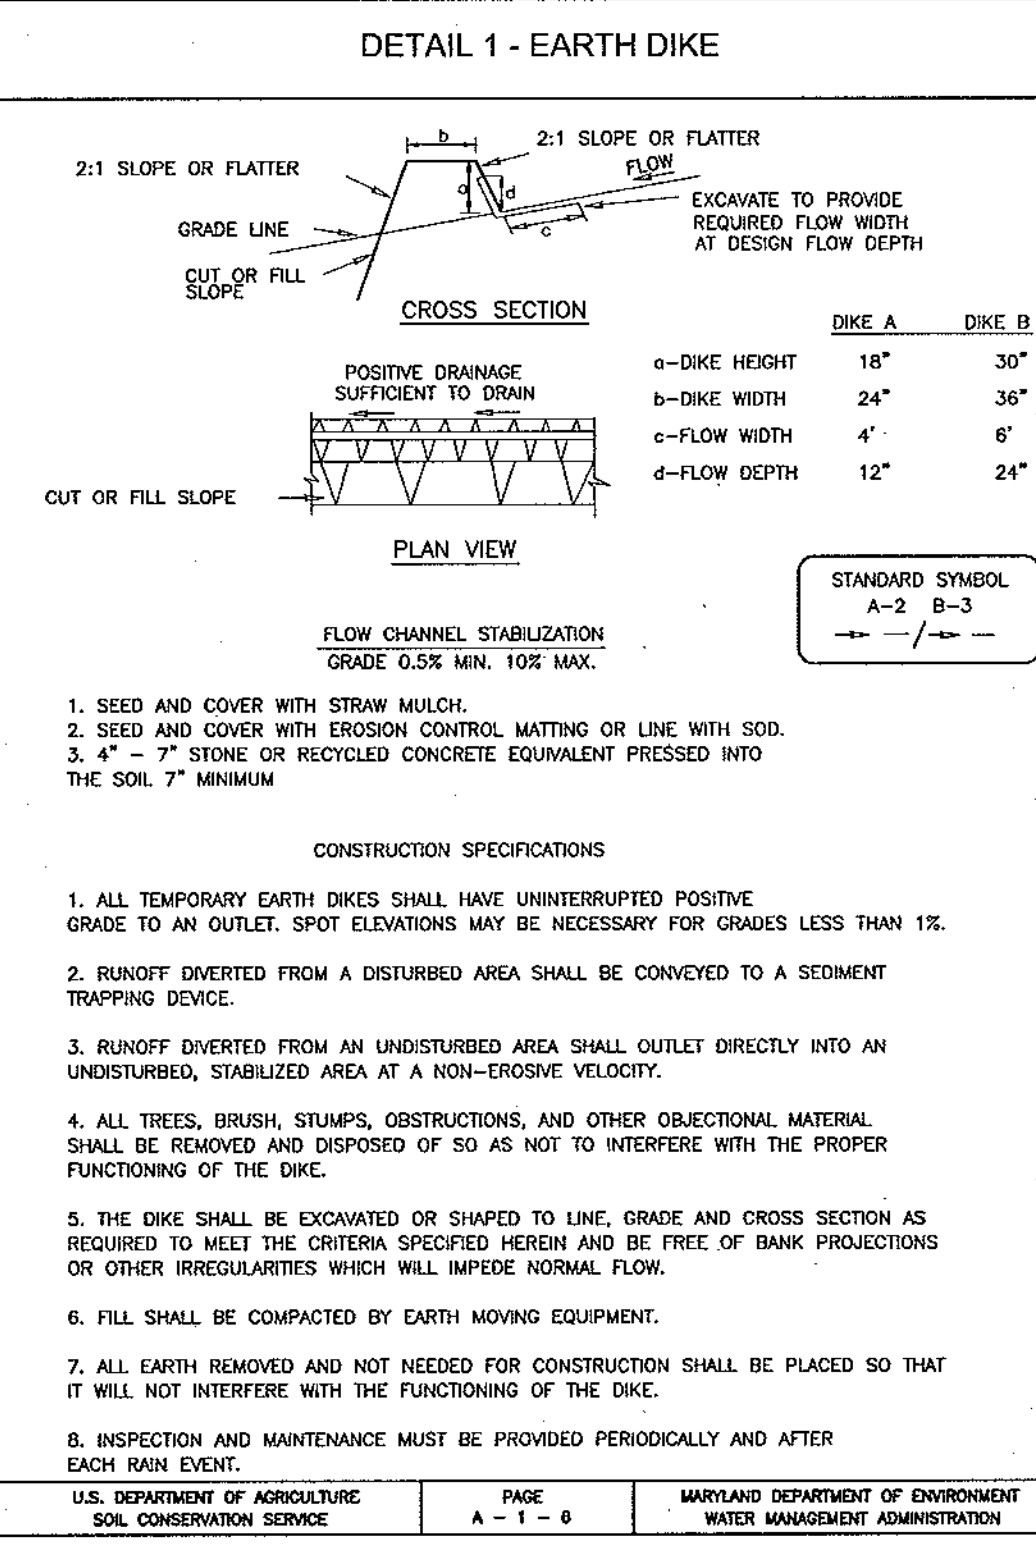 DETAIL 1 - EARTH DIKE
b
2:1 SLOPE OR FLATTER
2:1 SLOPE OR FLATTER
FLOW
a
d
EXCAVATE TO PROVIDE
REQUIRED FLOW WIDTH
AT DESIGN FLOW DEPTH
GRADE LINE
c
CUT OR FILL
SLOPE
CROSS SECTION
DIKE A DIKE B
a-DIKE HEIGHT 18" 30"
b-DIKE WIDTH 24" 36"
c-FLOW WIDTH 4' 6'
d-FLOW DEPTH 12" 24"
POSITIVE DRAINAGE
SUFFICIENT TO DRAIN
CUT OR FILL SLOPE
PLAN VIEW
STANDARD SYMBOL
A-2 B-3
FLOW CHANNEL STABILIZATION
GRADE 0.5% MIN. 10% MAX.
1. SEED AND COVER WITH STRAW MULCH.
2. SEED AND COVER WITH EROSION CONTROL MATTING OR LINE WITH SOD.
3. 4" - 7" STONE OR RECYCLED CONCRETE EQUIVALENT PRESSED INTO
THE SOIL 7" MINIMUM
CONSTRUCTION SPECIFICATIONS
1. ALL TEMPORARY EARTH DIKES SHALL HAVE UNINTERRUPTED POSITIVE
GRADE TO AN OUTLET. SPOT ELEVATIONS MAY BE NECESSARY FOR GRADES LESS THAN 1%.
2. RUNOFF DIVERTED FROM A DISTURBED AREA SHALL BE CONVEYED TO A SEDIMENT
TRAPPING DEVICE.
3. RUNOFF DIVERTED FROM AN UNDISTURBED AREA SHALL OUTLET DIRECTLY INTO AN
UNDISTURBED, STABILIZED AREA AT A NON-EROSIVE VELOCITY.
4. ALL TREES, BRUSH, STUMPS, OBSTRUCTIONS, AND OTHER OBJECTIONAL MATERIAL
SHALL BE REMOVED AND DISPOSED OF SO AS NOT TO INTERFERE WITH THE PROPER
FUNCTIONING OF THE DIKE.
5. THE DIKE SHALL BE EXCAVATED OR SHAPED TO LINE, GRADE AND CROSS SECTION AS
REQUIRED TO MEET THE CRITERIA SPECIFIED HEREIN AND BE FREE OF BANK PROJECTIONS
OR OTHER IRREGULARITIES WHICH WILL IMPEDE NORMAL FLOW.
6. FILL SHALL BE COMPACTED BY EARTH MOVING EQUIPMENT.
7. ALL EARTH REMOVED AND NOT NEEDED FOR CONSTRUCTION SHALL BE PLACED SO THAT
IT WILL NOT INTERFERE WITH THE FUNCTIONING OF THE DIKE.
8. INSPECTION AND MAINTENANCE MUST BE PROVIDED PERIODICALLY AND AFTER
EACH RAIN EVENT.
U.S. DEPARTMENT OF AGRICULTURE
SOIL CONSERVATION SERVICE
PAGE
A - 1 - 6
MARYLAND DEPARTMENT OF ENVIRONMENT
WATER MANAGEMENT ADMINISTRATION